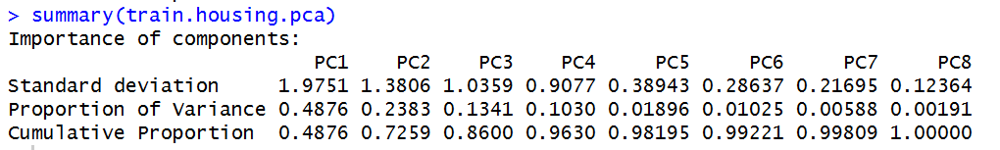 > summary(train.housing.pca)
Importance of components:
PC1 PC2 PC3 PC4 PC5 PC6 PC7 PC8
Standard deviation 1.9751 1.3806 1.0359 0.9077 0.38943 0.28637 0.21695 0.12364
Proportion of Variance 0.4876 0.2383 0.1341 0.1030 0.01896 0.01025 0.00588 0.00191
Cumulative Proportion 0.4876 0.7259 0.8600 0.9630 0.98195 0.99221 0.99809 1.00000